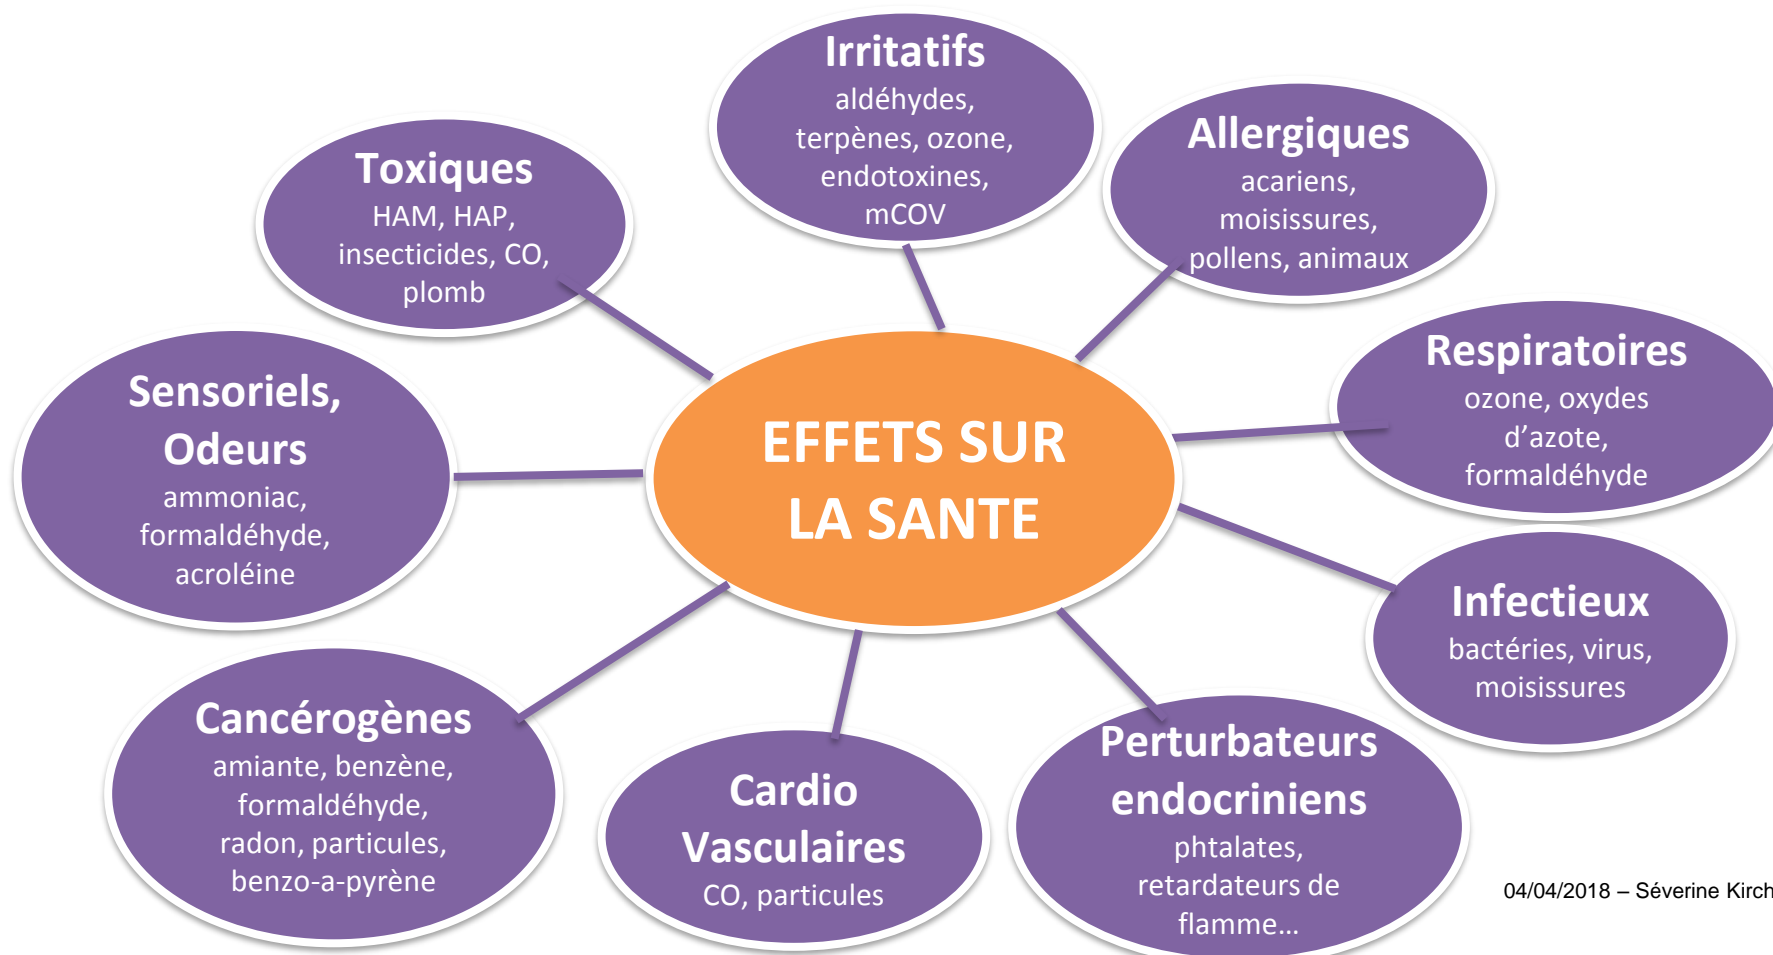 Irritatifs
aldéhydes,
terpènes, ozone,
endotoxines,
mCOV
Allergiques
acariens,
moisissures,
pollens, animaux
Toxiques
HAM, HAP,
insecticides, CO,
plomb
Respiratoires
ozone, oxydes
d’azote,
formaldéhyde
Sensoriels,
Odeurs
ammoniac,
formaldéhyde,
acroléine
EFFETS SUR
LA SANTE
Infectieux
bactéries, virus,
moisissures
Cancérogènes
amiante, benzène,
formaldéhyde,
radon, particules,
benzo-a-pyrène
Cardio
Vasculaires
CO, particules
Perturbateurs
endocriniens
phtalates,
retardateurs de
flamme...
04/04/2018 – Séverine Kirch